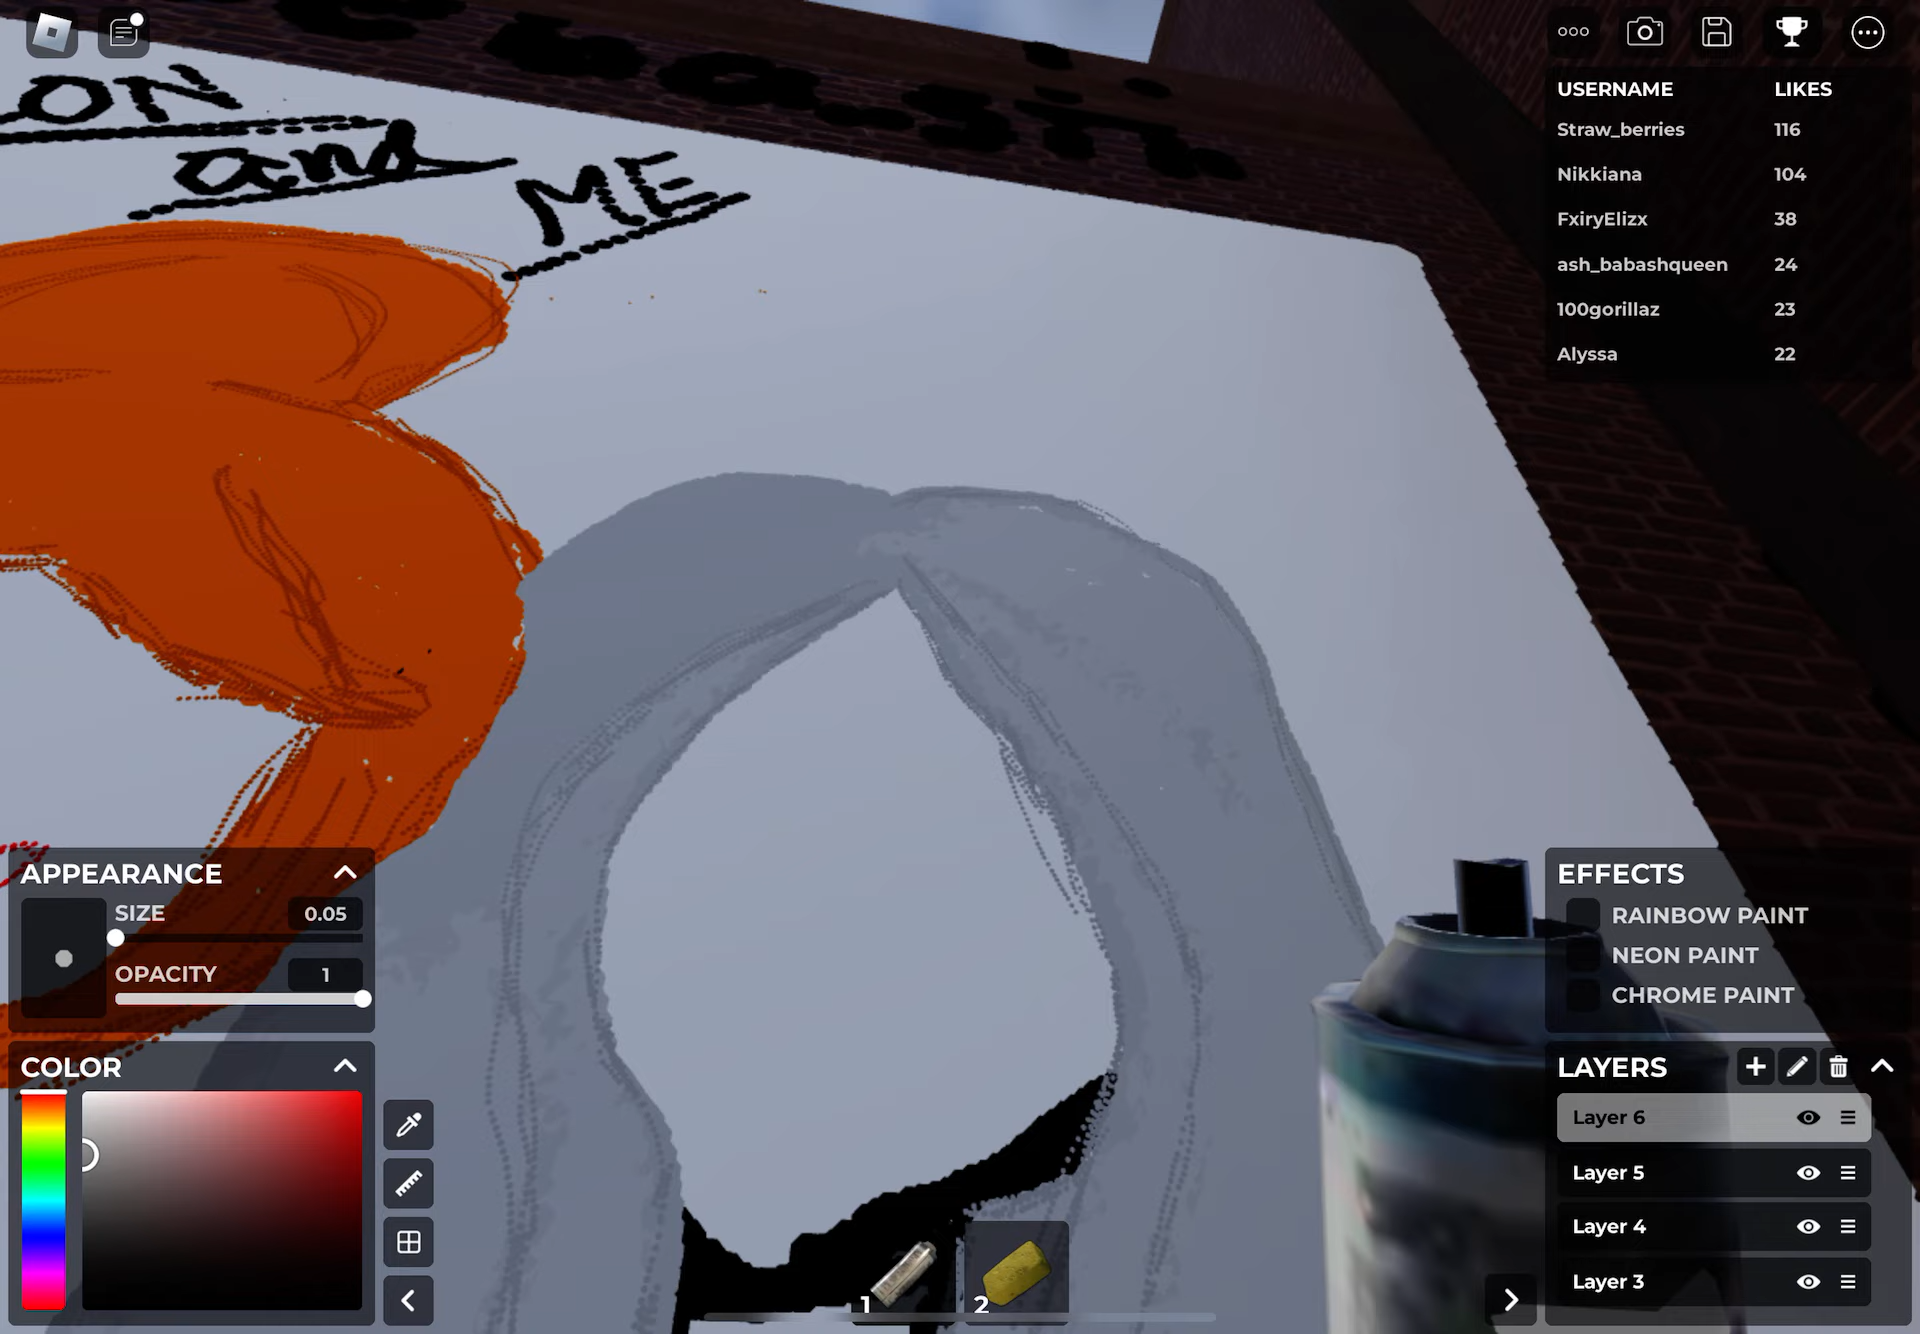 ON
and
ME
USERNAME LIKES
Straw_berries 116
Nikkiana 104
FxiryElizx 38
ash_babashqueen 24
100gorillaz 23
Alyssa 22
APPEARANCE
SIZE 0.05
OPACITY 1
COLOR
1 2
EFFECTS
RAINBOW PAINT
NEON PAINT
CHROME PAINT
LAYERS
Layer 6
Layer 5
Layer 4
Layer 3